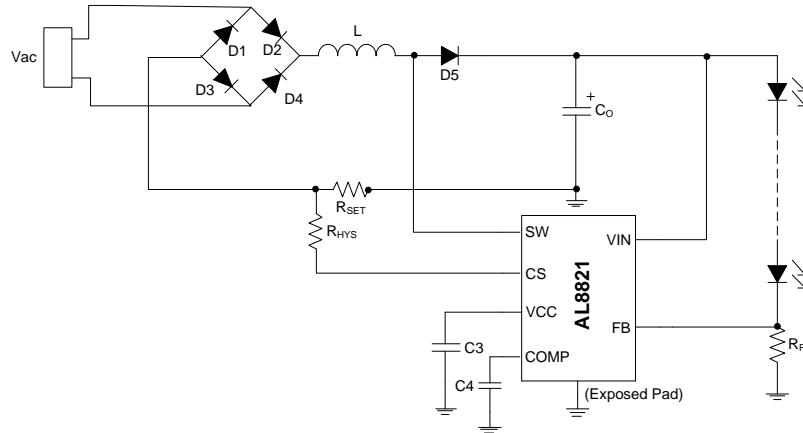 L
Vac
D1
D2
D3
D4
D5
+
CO
RSET
RHYS
SW
VIN
CS
AL8821
VCC
FB
C3
COMP
C4
(Exposed Pad)